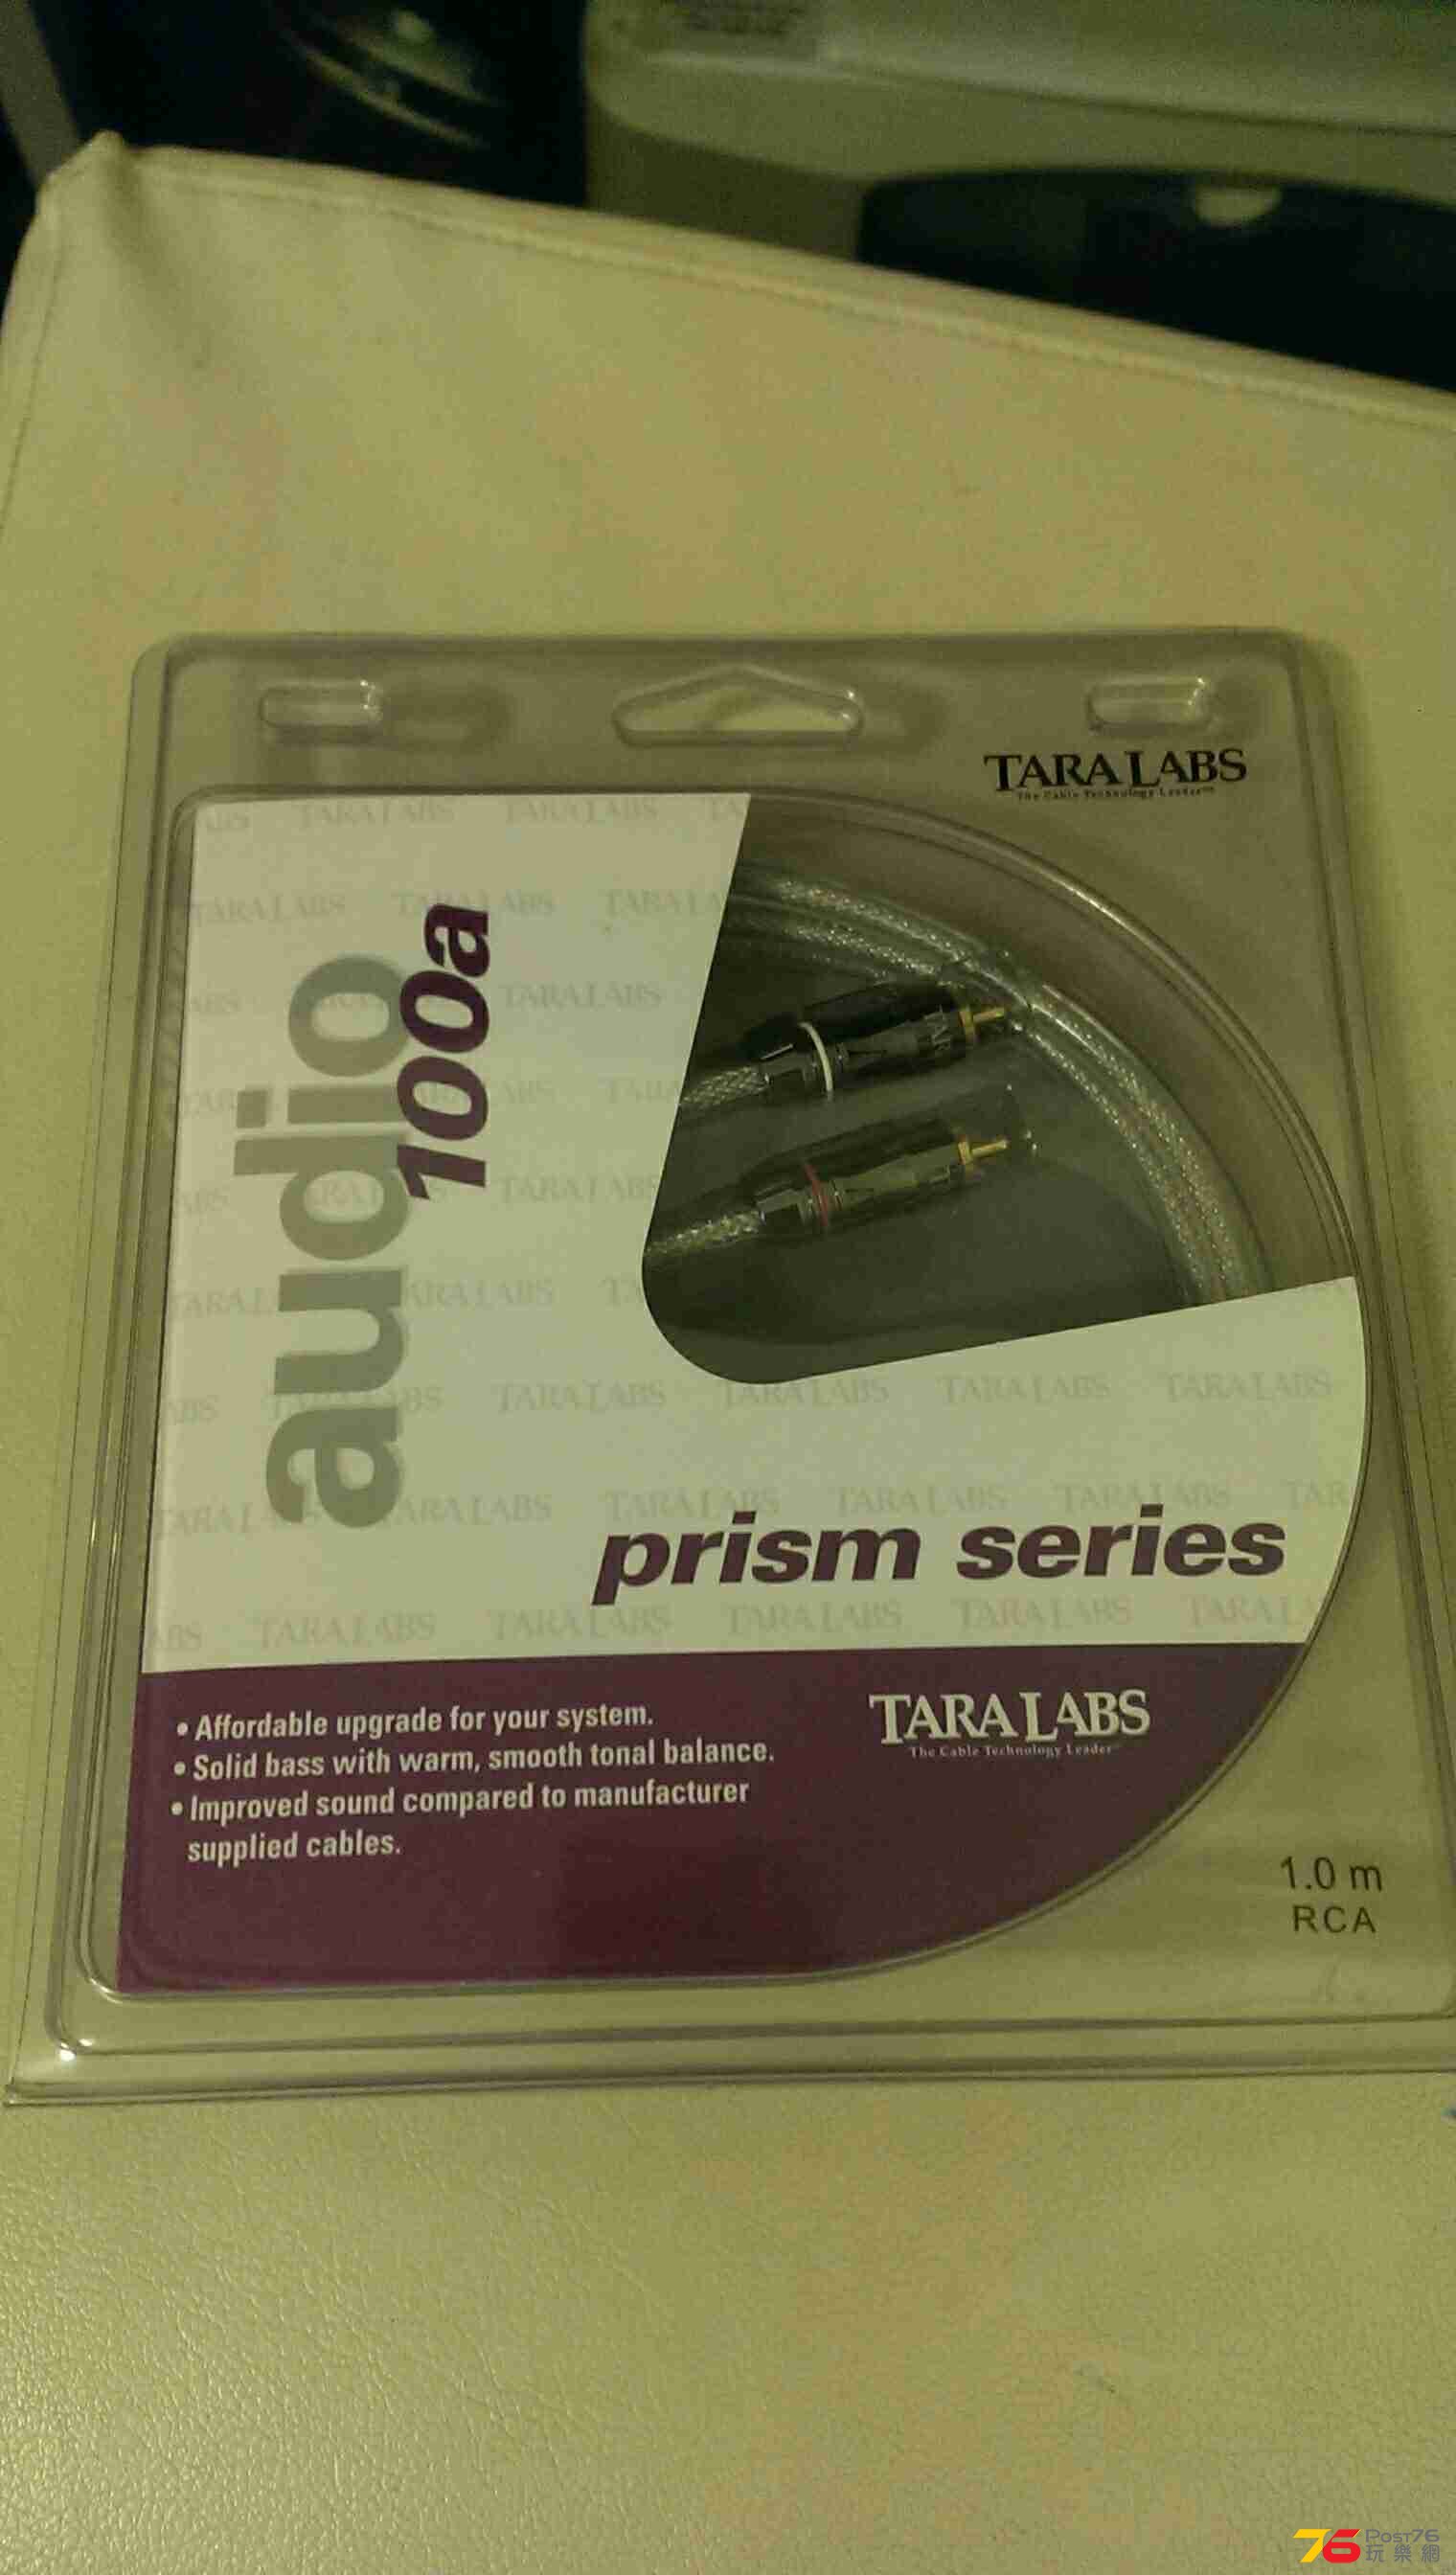 TARA LABS
The Cable Technology Leader™
audio
100a
prism series
• Affordable upgrade for your system.
• Solid bass with warm, smooth tonal balance.
• Improved sound compared to manufacturer
supplied cables.
TARA LABS
The Cable Technology Leader™
1.0 m
RCA
76 POST76
玩樂網